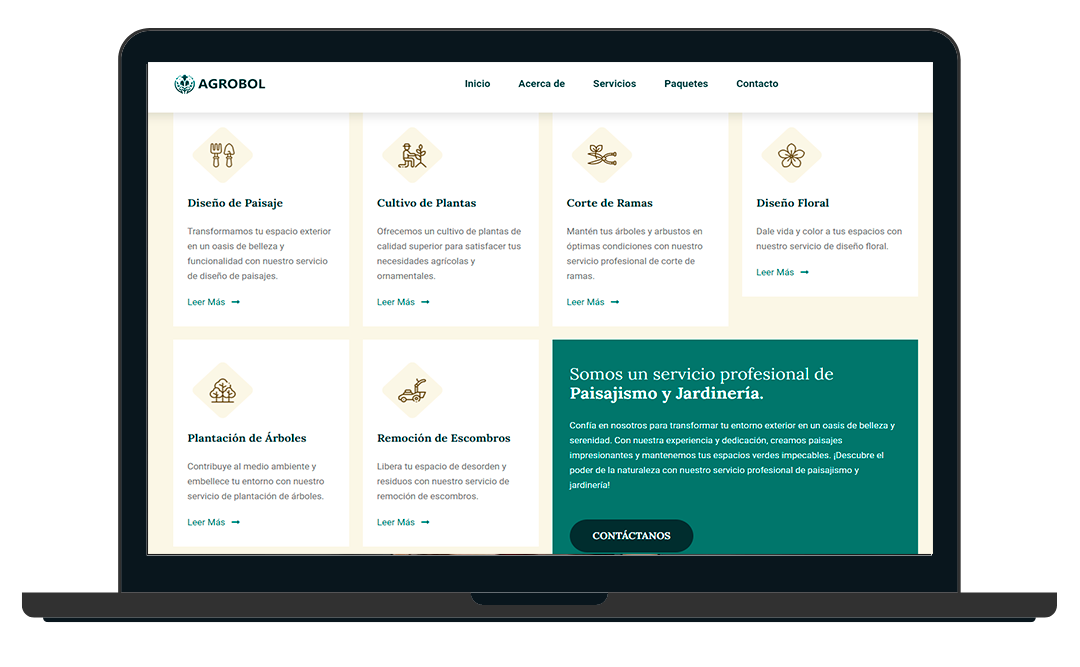 AGROBOL
Inicio
Acerca de
Servicios
Paquetes
Contacto
Diseño de Paisaje
Transformamos tu espacio exterior
en un oasis de belleza y
funcionalidad con nuestro servicio
de diseño de paisajes.
Leer Más
Cultivo de Plantas
Ofrecemos un cultivo de plantas de
calidad superior para satisfacer tus
necesidades agrícolas y
ornamentales.
Leer Más
Corte de Ramas
Mantén tus árboles y arbustos en
óptimas condiciones con nuestro
servicio profesional de corte de
ramas.
Leer Más
Diseño Floral
Dale vida y color a tus espacios con
nuestro servicio de diseño floral.
Leer Más
Plantación de Árboles
Contribuye al medio ambiente y
embellece tu entorno con nuestro
servicio de plantación de árboles.
Leer Más
Remoción de Escombros
Libera tu espacio de desorden y
residuos con nuestro servicio de
remoción de escombros.
Leer Más
Somos un servicio profesional de
Paisajismo y Jardinería.
Confía en nosotros para transformar tu entorno exterior en un oasis de belleza y
serenidad. Con nuestra experiencia y dedicación, creamos paisajes
impresionantes y mantenemos tus espacios verdes impecables. ¡Descubre el
poder de la naturaleza con nuestro servicio profesional de paisajismo y
jardinería!
CONTÁCTANOS